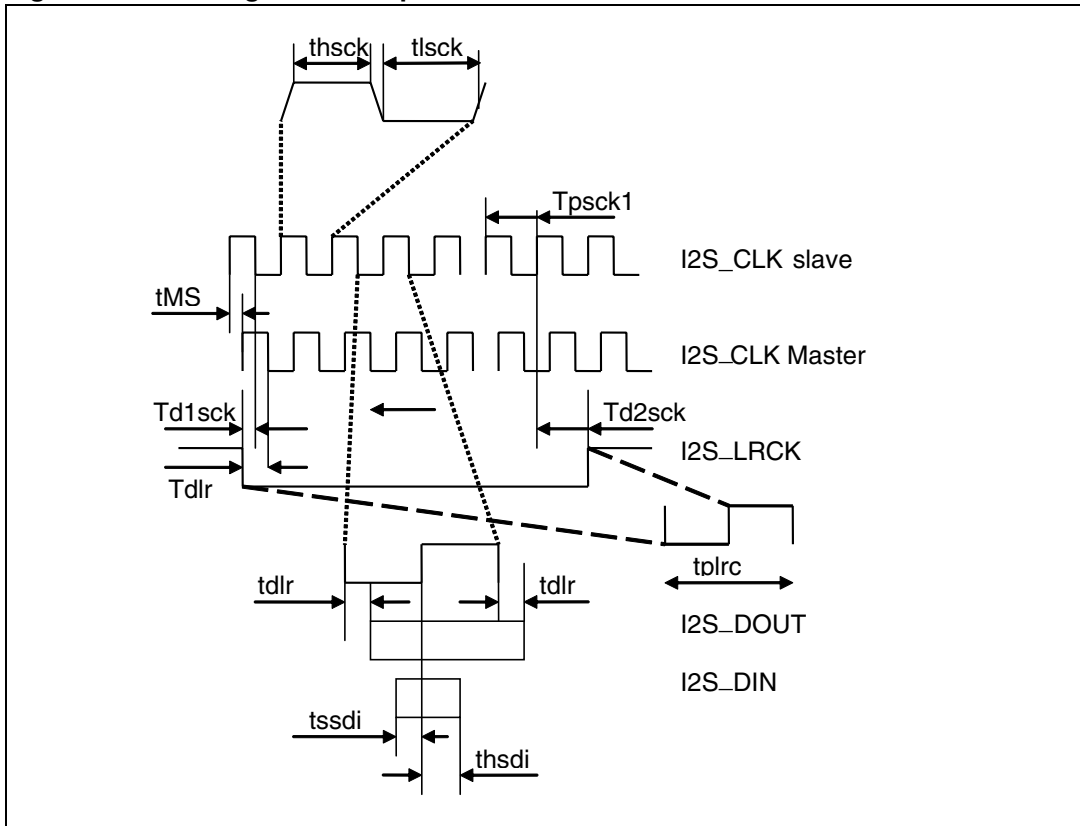 thsck tlsck
Tpsck1
I2S_CLK slave
tMS
I2S_CLK Master
Td1sck Td2sck
I2S_LRCK
Tdlr
tplrc
tdlr tdlr
I2S_DOUT
I2S_DIN
tssdi
thsdi